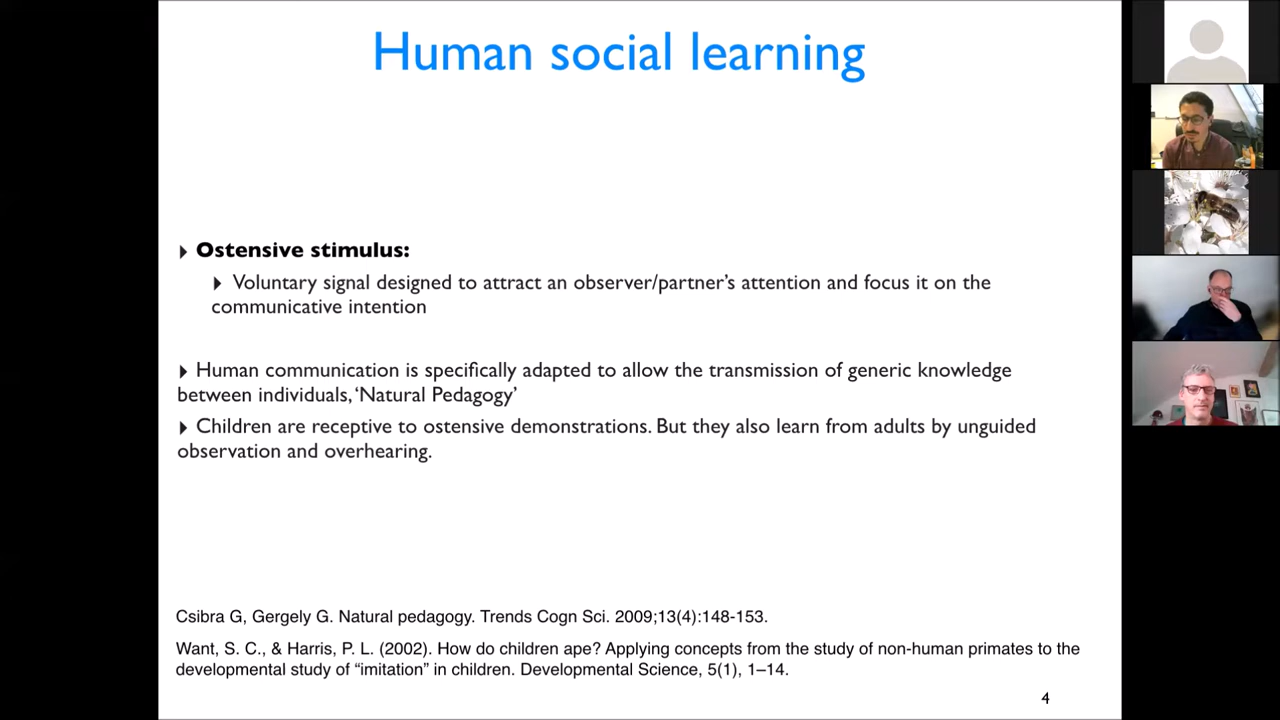 Human social learning
Ostensive stimulus:
Voluntary signal designed to attract an observer/partner's attention and focus it on the
communicative intention
Human communication is specifically adapted to allow the transmission of generic knowledge
between individuals, ‘Natural Pedagogy’
Children are receptive to ostensive demonstrations. But they also learn from adults by unguided
observation and overhearing.
Csibra G, Gergely G. Natural pedagogy. Trends Cogn Sci. 2009;13(4):148-153.
Want, S. C., & Harris, P. L. (2002). How do children ape? Applying concepts from the study of non-human primates to the
developmental study of “imitation” in children. Developmental Science, 5(1), 1–14.
4